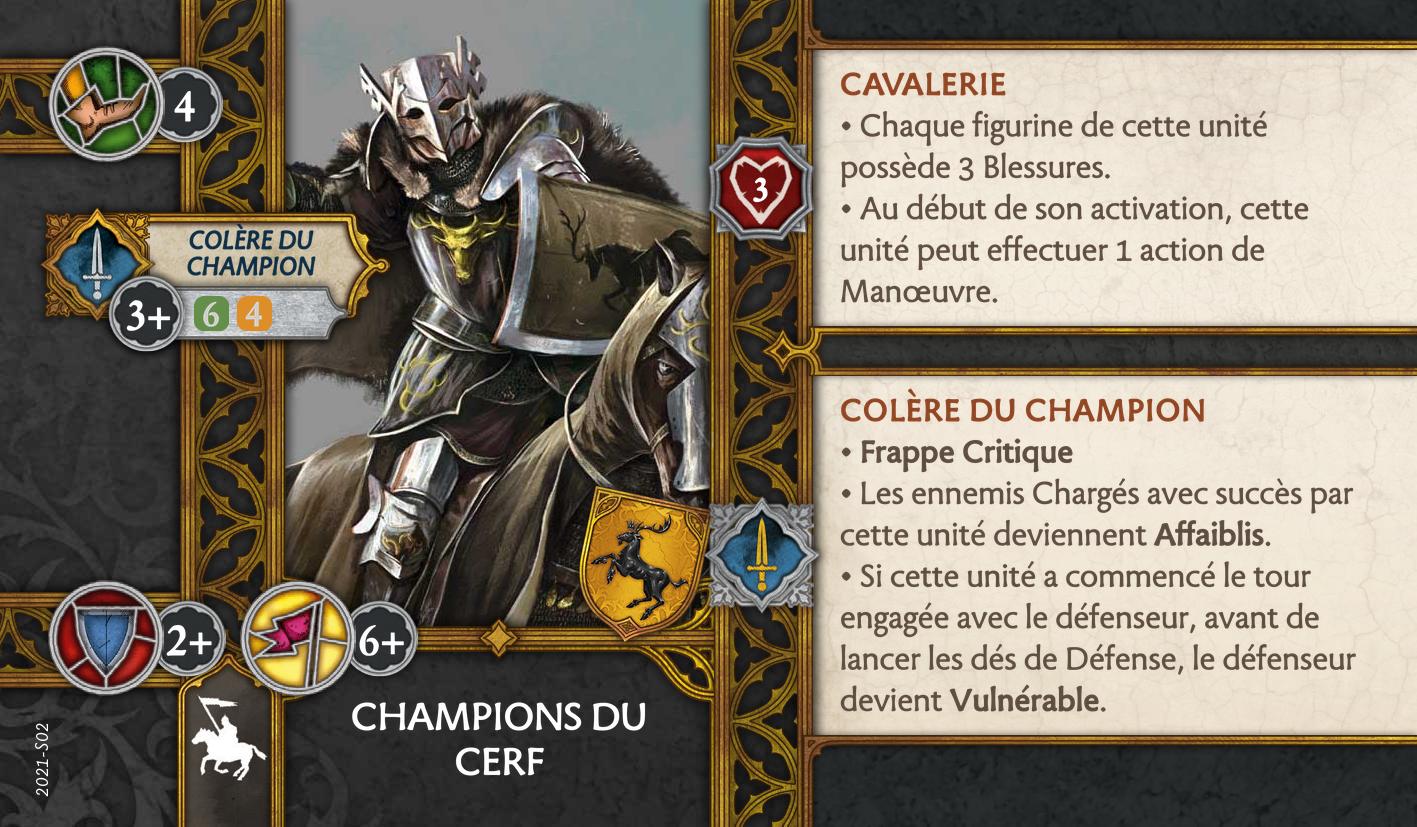 4
COLÈRE DU
CHAMPION
3+ 6 4
2+ 6+
CHAMPIONS DU
CERF
2021-S02
3
CAVALERIE
• Chaque figurine de cette unité
possède 3 Blessures.
• Au début de son activation, cette
unité peut effectuer 1 action de
Manœuvre.
COLÈRE DU CHAMPION
• Frappe Critique
• Les ennemis Chargés avec succès par
cette unité deviennent Affaiblis.
• Si cette unité a commencé le tour
engagée avec le défenseur, avant de
lancer les dés de Défense, le défenseur
devient Vulnérable.